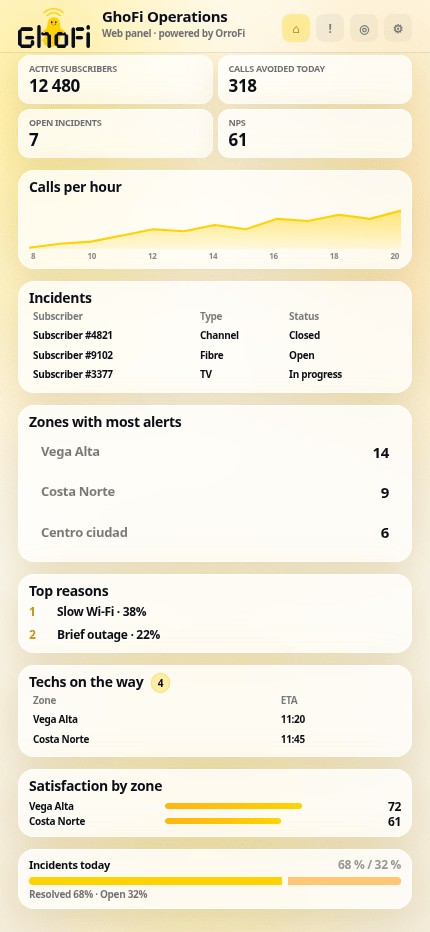 GhoFi
GhoFi Operations
Web panel · powered by OrroFi
!
ACTIVE SUBSCRIBERS
12 480
CALLS AVOIDED TODAY
318
OPEN INCIDENTS
7
NPS
61
Calls per hour
8 10 12 14 16 18 20
Incidents
Subscriber Type Status
Subscriber #4821 Channel Closed
Subscriber #9102 Fibre Open
Subscriber #3377 TV In progress
Zones with most alerts
Vega Alta 14
Costa Norte 9
Centro ciudad 6
Top reasons
1 Slow Wi-Fi · 38%
2 Brief outage · 22%
Techs on the way 4
Zone ETA
Vega Alta 11:20
Costa Norte 11:45
Satisfaction by zone
Vega Alta 72
Costa Norte 61
Incidents today 68 % / 32 %
Resolved 68% · Open 32%